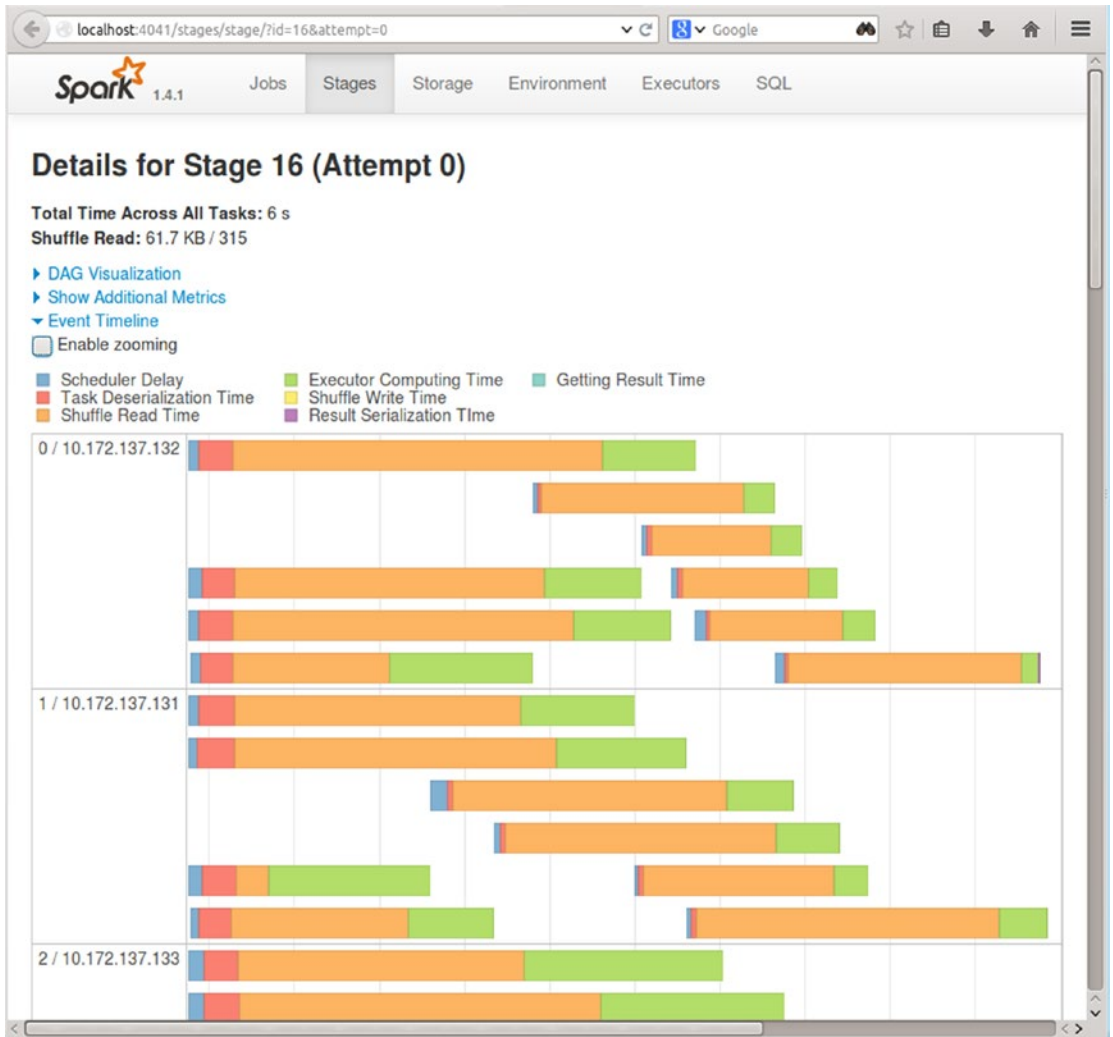 localhost:4041/stages/stage/?id=16&attempt=0
8 Google
Spark 1.4.1 Jobs Stages Storage Environment Executors SQL
Details for Stage 16 (Attempt 0)
Total Time Across All Tasks: 6 s
Shuffle Read: 61.7 KB / 315
DAG Visualization
Show Additional Metrics
Event Timeline
Enable zooming
Scheduler Delay Executor Computing Time Getting Result Time
Task Deserialization Time Shuffle Write Time
Shuffle Read Time Result Serialization TIme
0 / 10.172.137.132
1 / 10.172.137.131
2 / 10.172.137.133